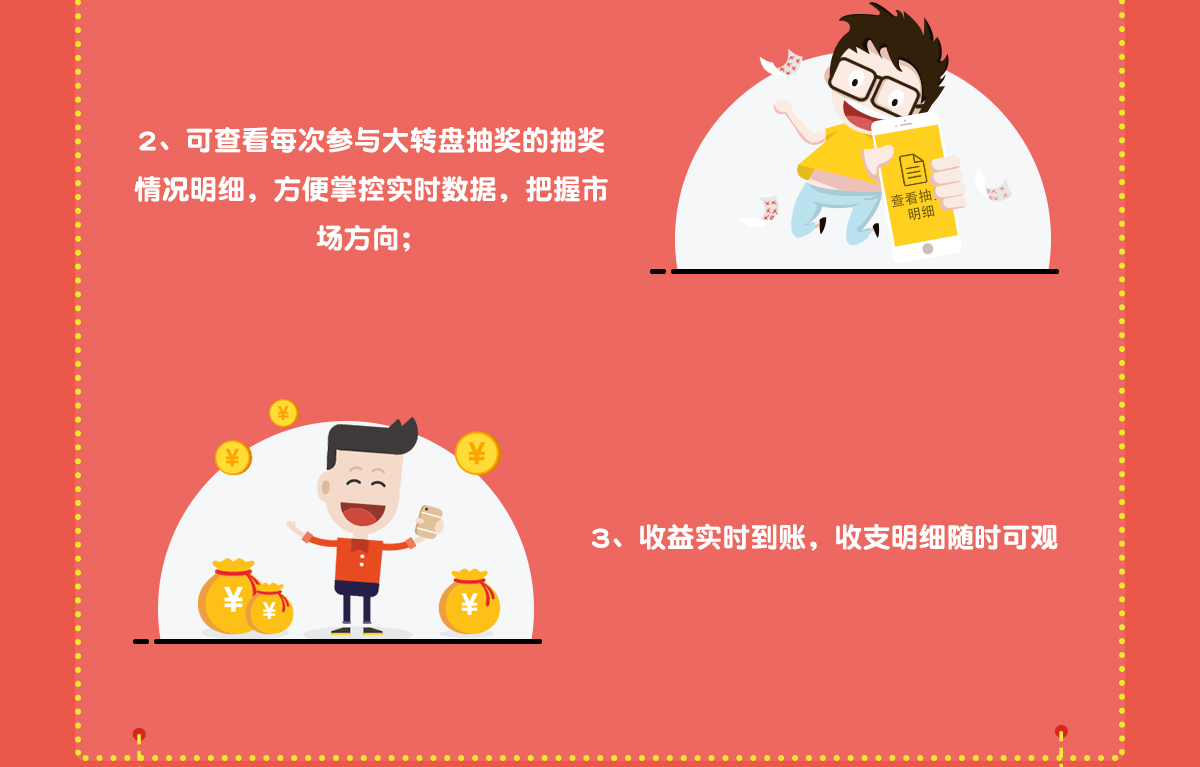 2、可查看每次参与大转盘抽奖的抽奖
情况明细，方便掌控实时数据，把握市
场方向；
查看抽
明细
¥
¥
¥
3、收益实时到账，收支明细随时可观
¥
¥
¥